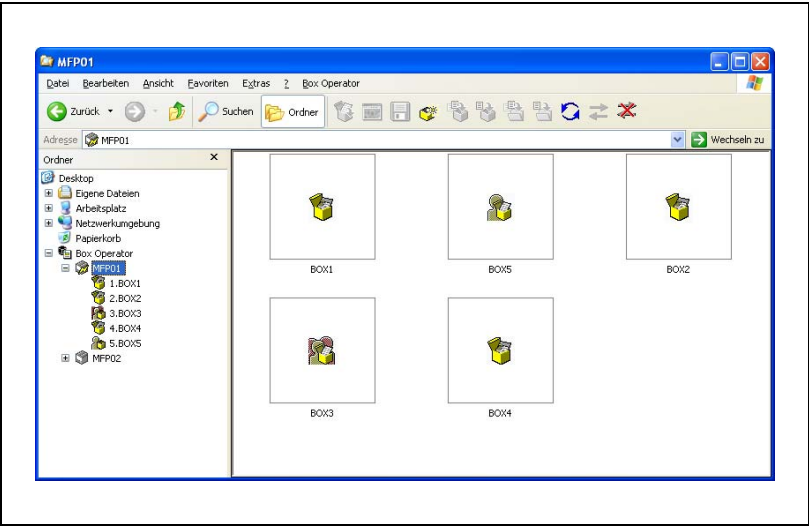 MFP01
Datei Bearbeiten Ansicht Favoriten Extras ? Box Operator
Zurück Suchen Ordner
Adresse MFP01 Wechseln zu
Ordner x
Desktop
Eigene Dateien
Arbeitsplatz
Netzwerkumgebung
Papierkorb
Box Operator
MFP01
1.BOX1
2.BOX2
3.BOX3
4.BOX4
5.BOX5
MFP02
BOX1 BOX5 BOX2
BOX3 BOX4